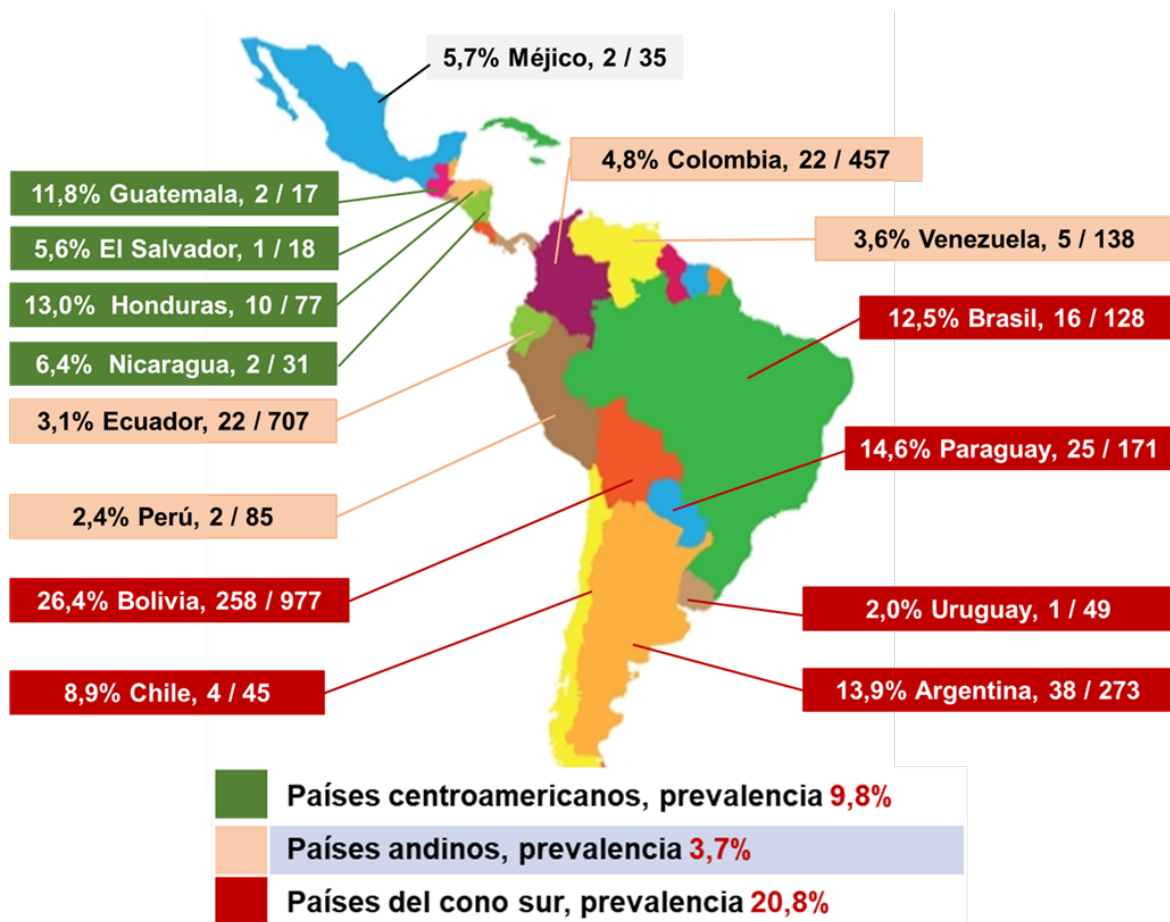 5,7% Méjico, 2 / 35
4,8% Colombia, 22 / 457
11,8% Guatemala, 2 / 17
3,6% Venezuela, 5 / 138
5,6% El Salvador, 1 / 18
13,0% Honduras, 10 / 77
12,5% Brasil, 16 / 128
6,4% Nicaragua, 2 / 31
3,1% Ecuador, 22 / 707
14,6% Paraguay, 25 / 171
2,4% Perú, 2 / 85
26,4% Bolivia, 258 / 977
2,0% Uruguay, 1 / 49
8,9% Chile, 4 / 45
13,9% Argentina, 38 / 273
Países centroamericanos, prevalencia 9,8%
Países andinos, prevalencia 3,7%
Países del cono sur, prevalencia 20,8%